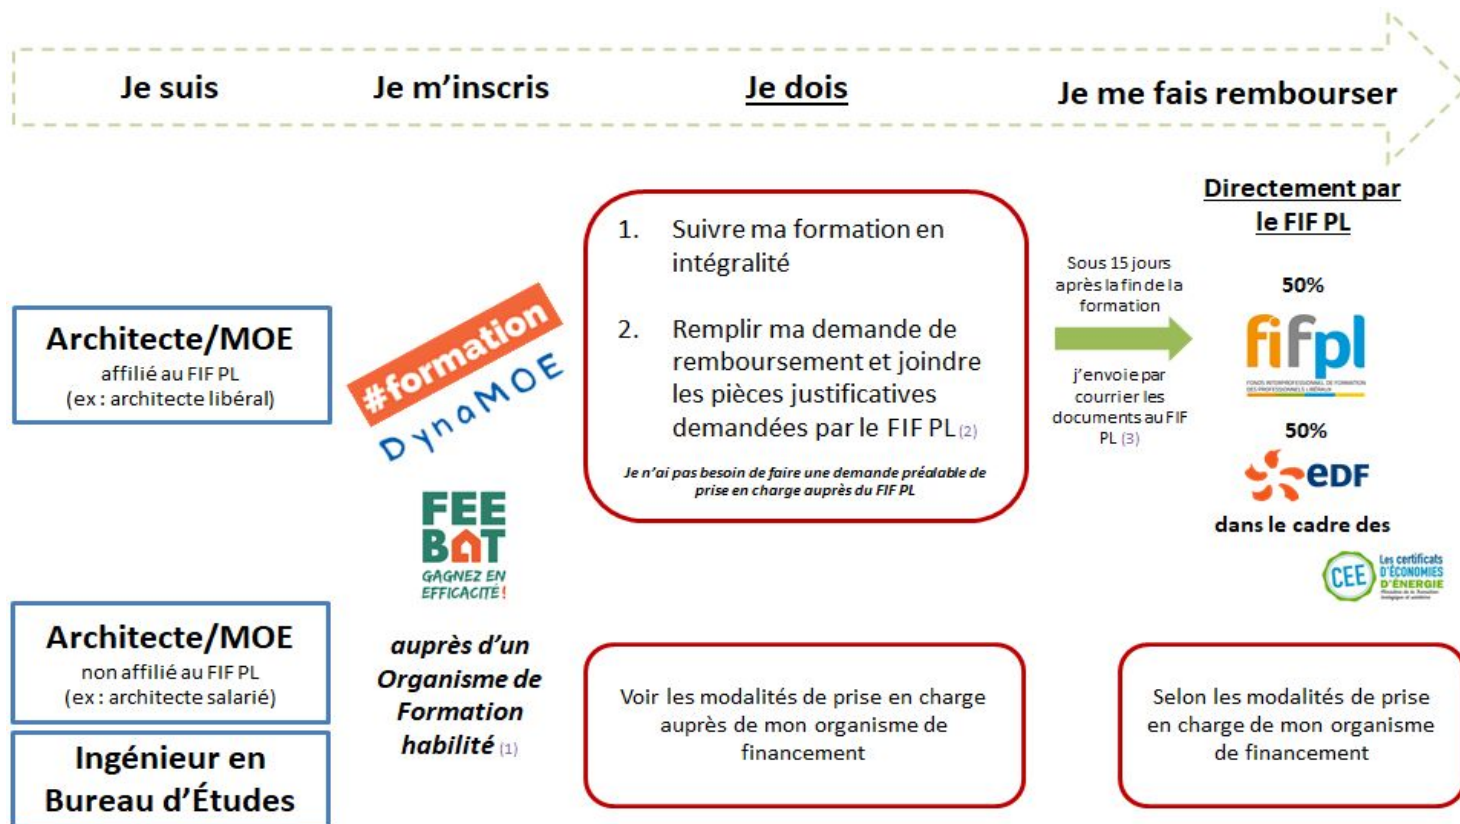 Je suis
Je m'inscris
Je dois
Je me fais rembourser
Architecte/MOE
affilié au FIF PL
(ex : architecte libéral)
#formation
DynaMOE
FEE
BAT
GAGNEZ EN
EFFICACITÉ !
auprès d'un
Organisme de
Formation
habilité (1)
1. Suivre ma formation en
intégralité
2. Remplir ma demande de
remboursement et joindre
les pièces justificatives
demandées par le FIF PL (2)
Je n'ai pas besoin de faire une demande préalable de
prise en charge auprès du FIF PL
Sous 15 jours
après la fin de la
formation
j'envoie par
courrier les
documents au FIF
PL (3)
Directement par
le FIF PL
50%
fifpl
FONDS INTERPROFESSIONNEL DE FORMATION
DES PROFESSIONNELS LIBÉRAUX
50%
eDF
dans le cadre des
CEE
Les certificats
D'ÉCONOMIES
D'ÉNERGIE
Architecte/MOE
non affilié au FIF PL
(ex : architecte salarié)
Ingénieur en
Bureau d'Études
Voir les modalités de prise en charge
auprès de mon organisme de
financement
Selon les modalités de prise
en charge de mon organisme
de financement